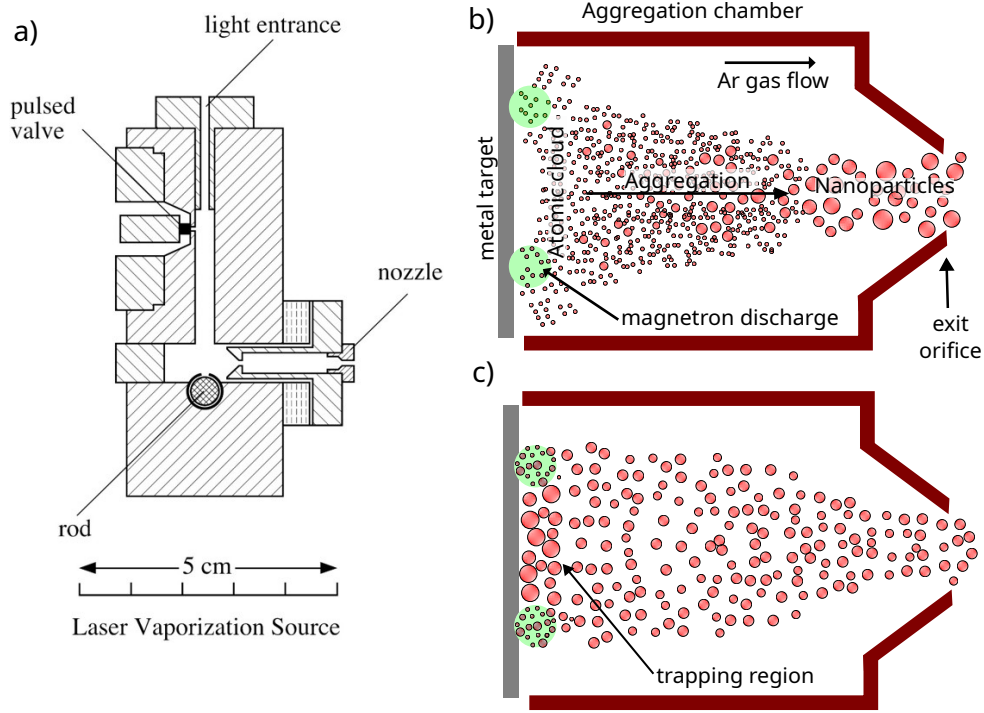 a)
light entrance
pulsed
valve
nozzle
rod
5 cm
Laser Vaporization Source
b)
Aggregation chamber
Ar gas flow
metal target
Atomic cloud
Aggregation
Nanoparticles
magnetron discharge
exit
orifice
c)
trapping region